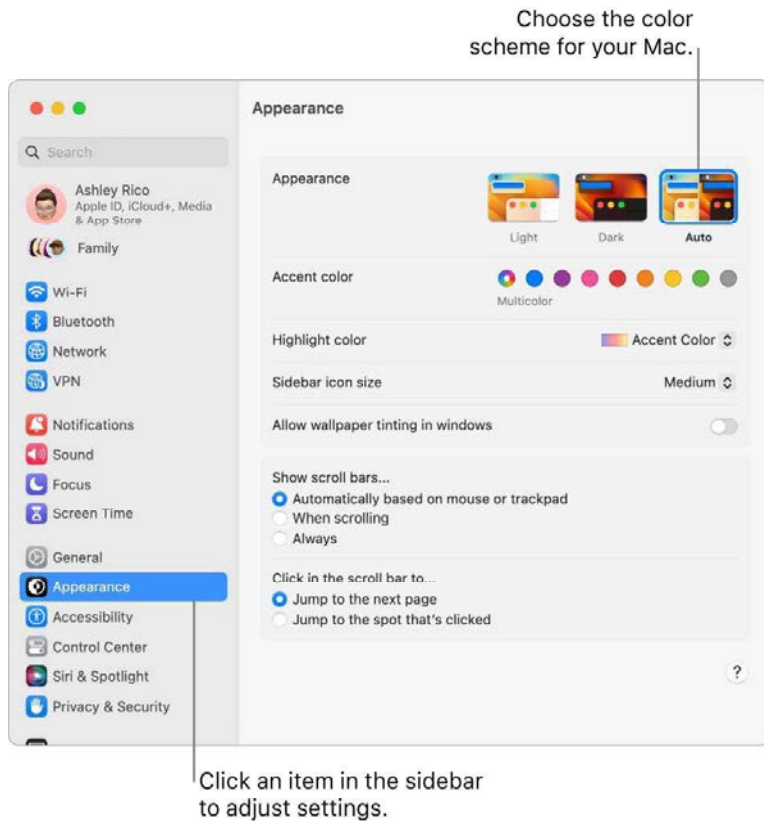 Choose the color
scheme for your Mac.
Appearance
Search
Ashley Rico
Apple ID, iCloud+, Media
& App Store
Family
Wi-Fi
Bluetooth
Network
VPN
Notifications
Sound
Focus
Screen Time
General
Appearance
Accessibility
Control Center
Siri & Spotlight
Privacy & Security
Appearance
Light Dark Auto
Accent color
Multicolor
Highlight color Accent Color
Sidebar icon size Medium
Allow wallpaper tinting in windows
Show scroll bars...
Automatically based on mouse or trackpad
When scrolling
Always
Click in the scroll bar to...
Jump to the next page
Jump to the spot that's clicked
?
Click an item in the sidebar
to adjust settings.